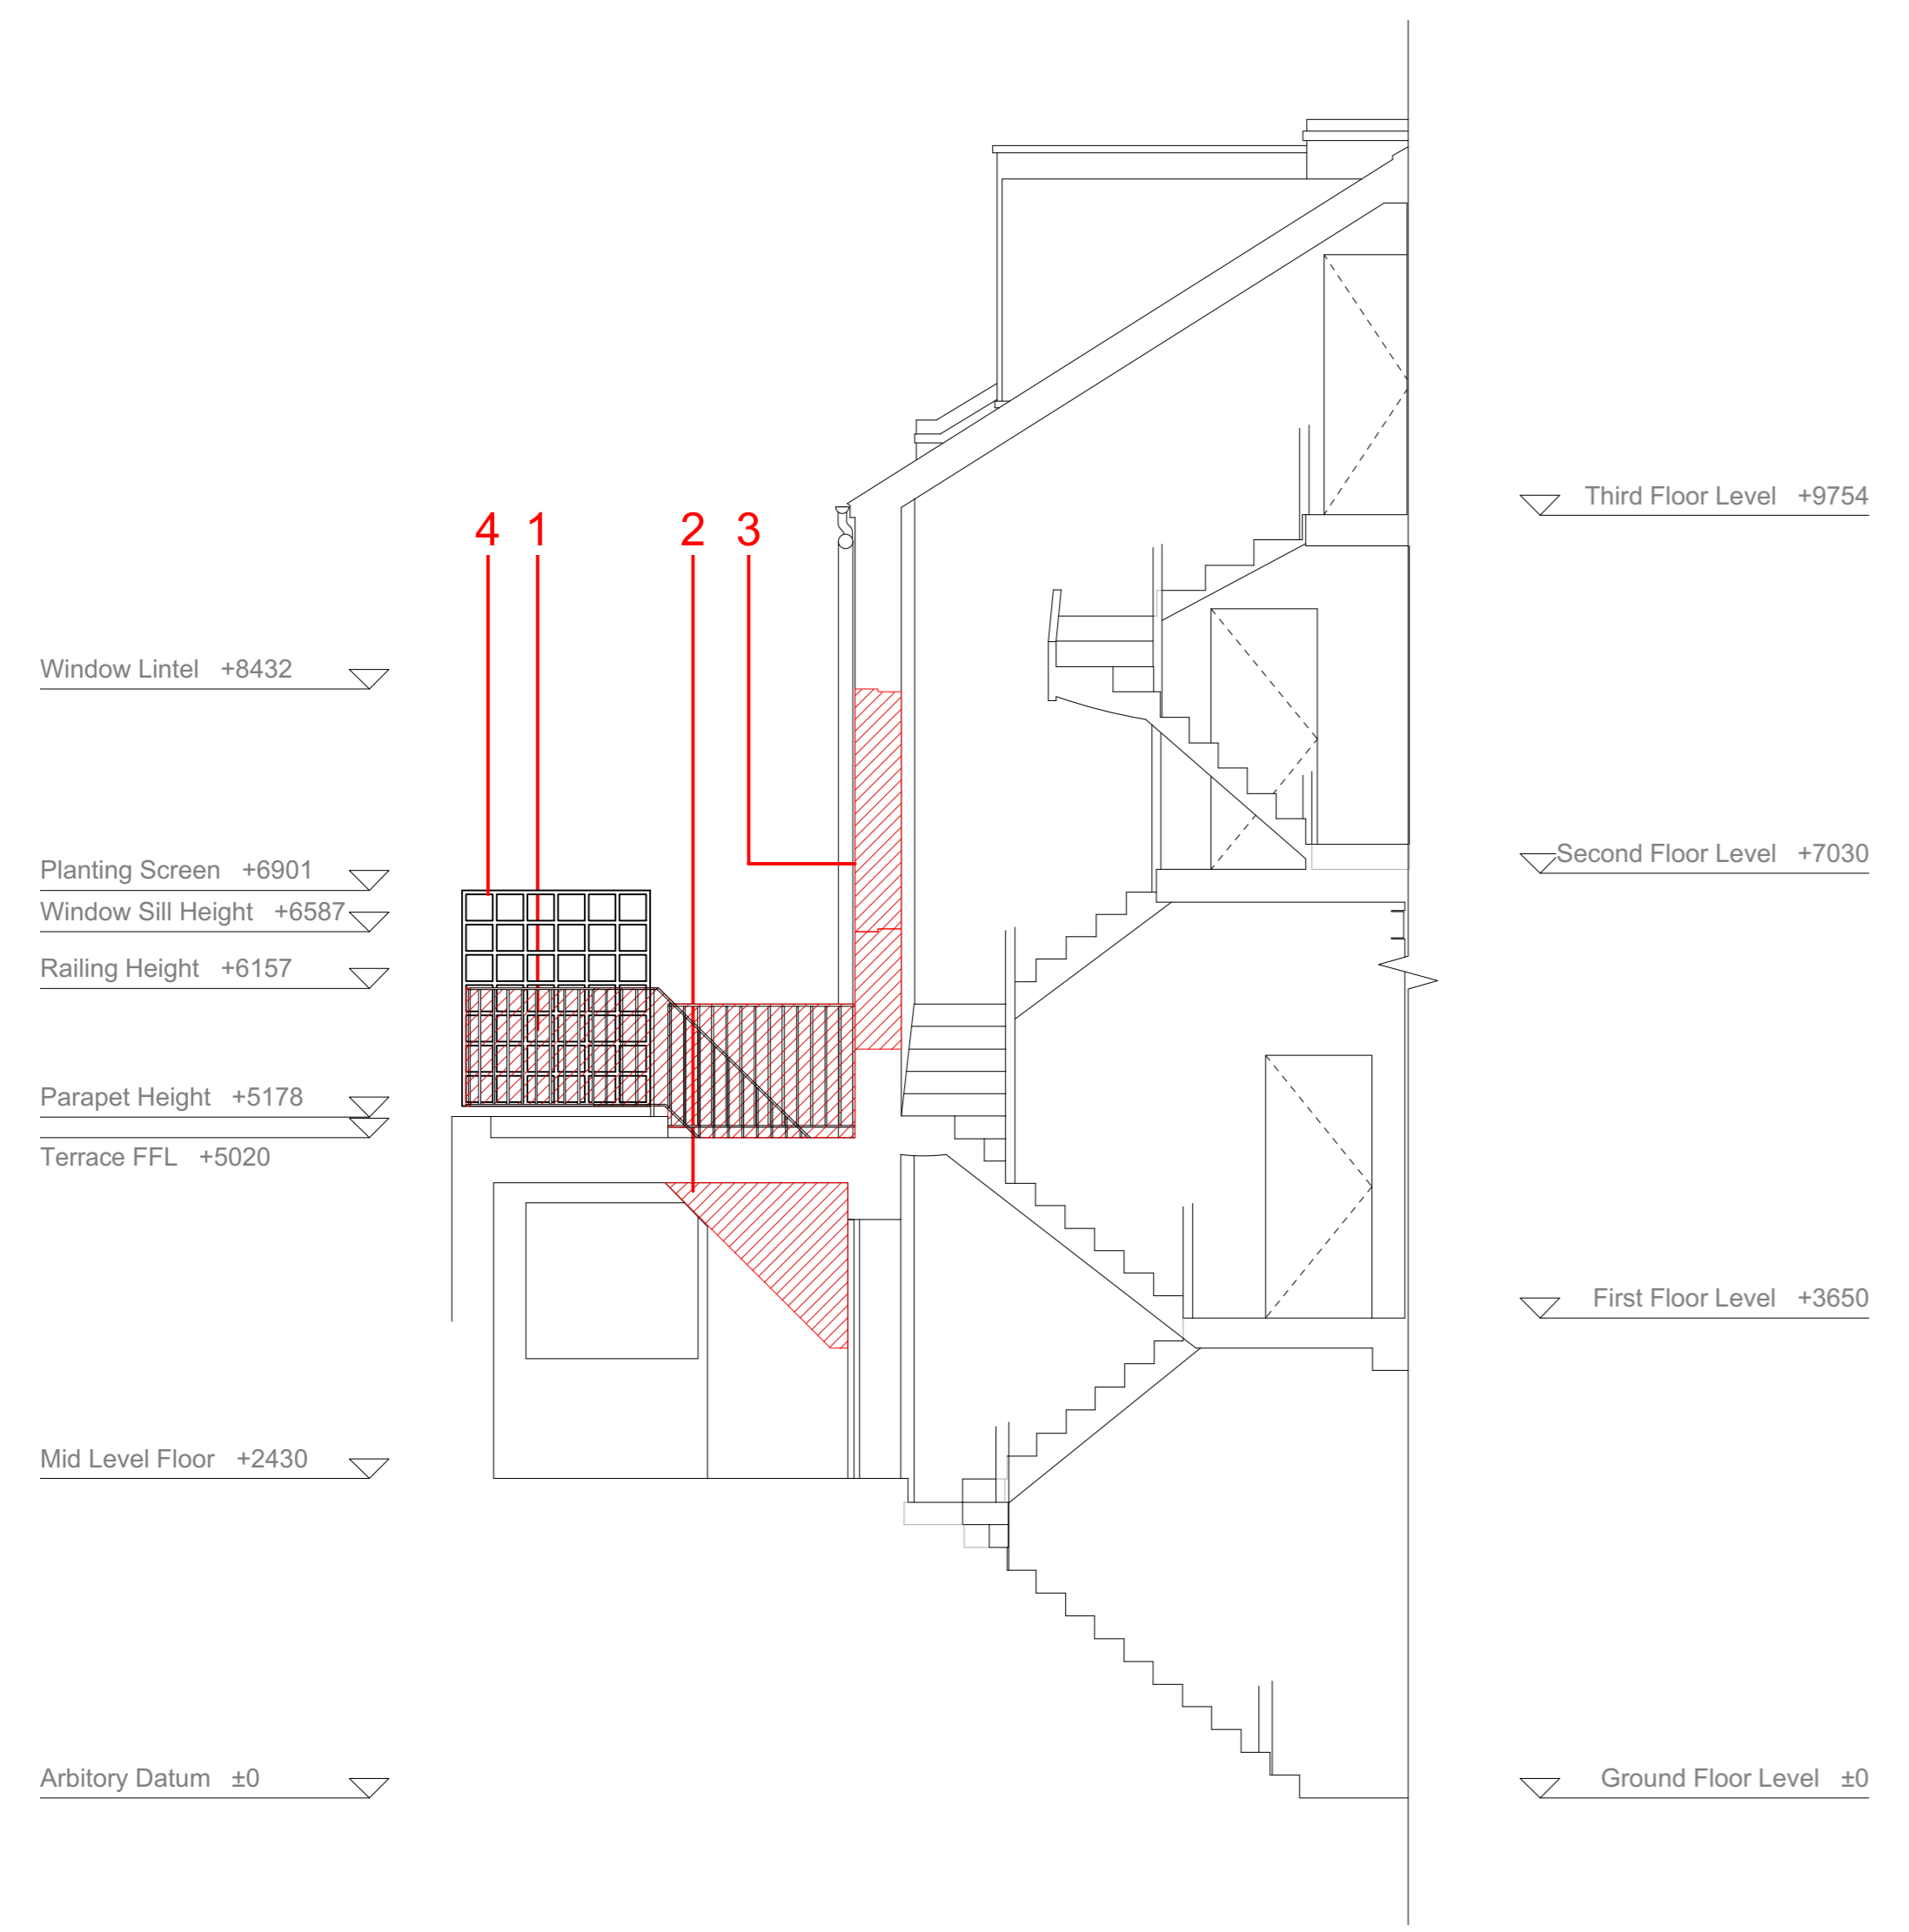 4 1 2 3
Third Floor Level +9754
Window Lintel +8432
Second Floor Level +7030
Planting Screen +6901
Window Sill Height +6587
Railing Height +6157
Parapet Height +5178
Terrace FFL +5020
First Floor Level +3650
Mid Level Floor +2430
Arbitory Datum ±0
Ground Floor Level ±0